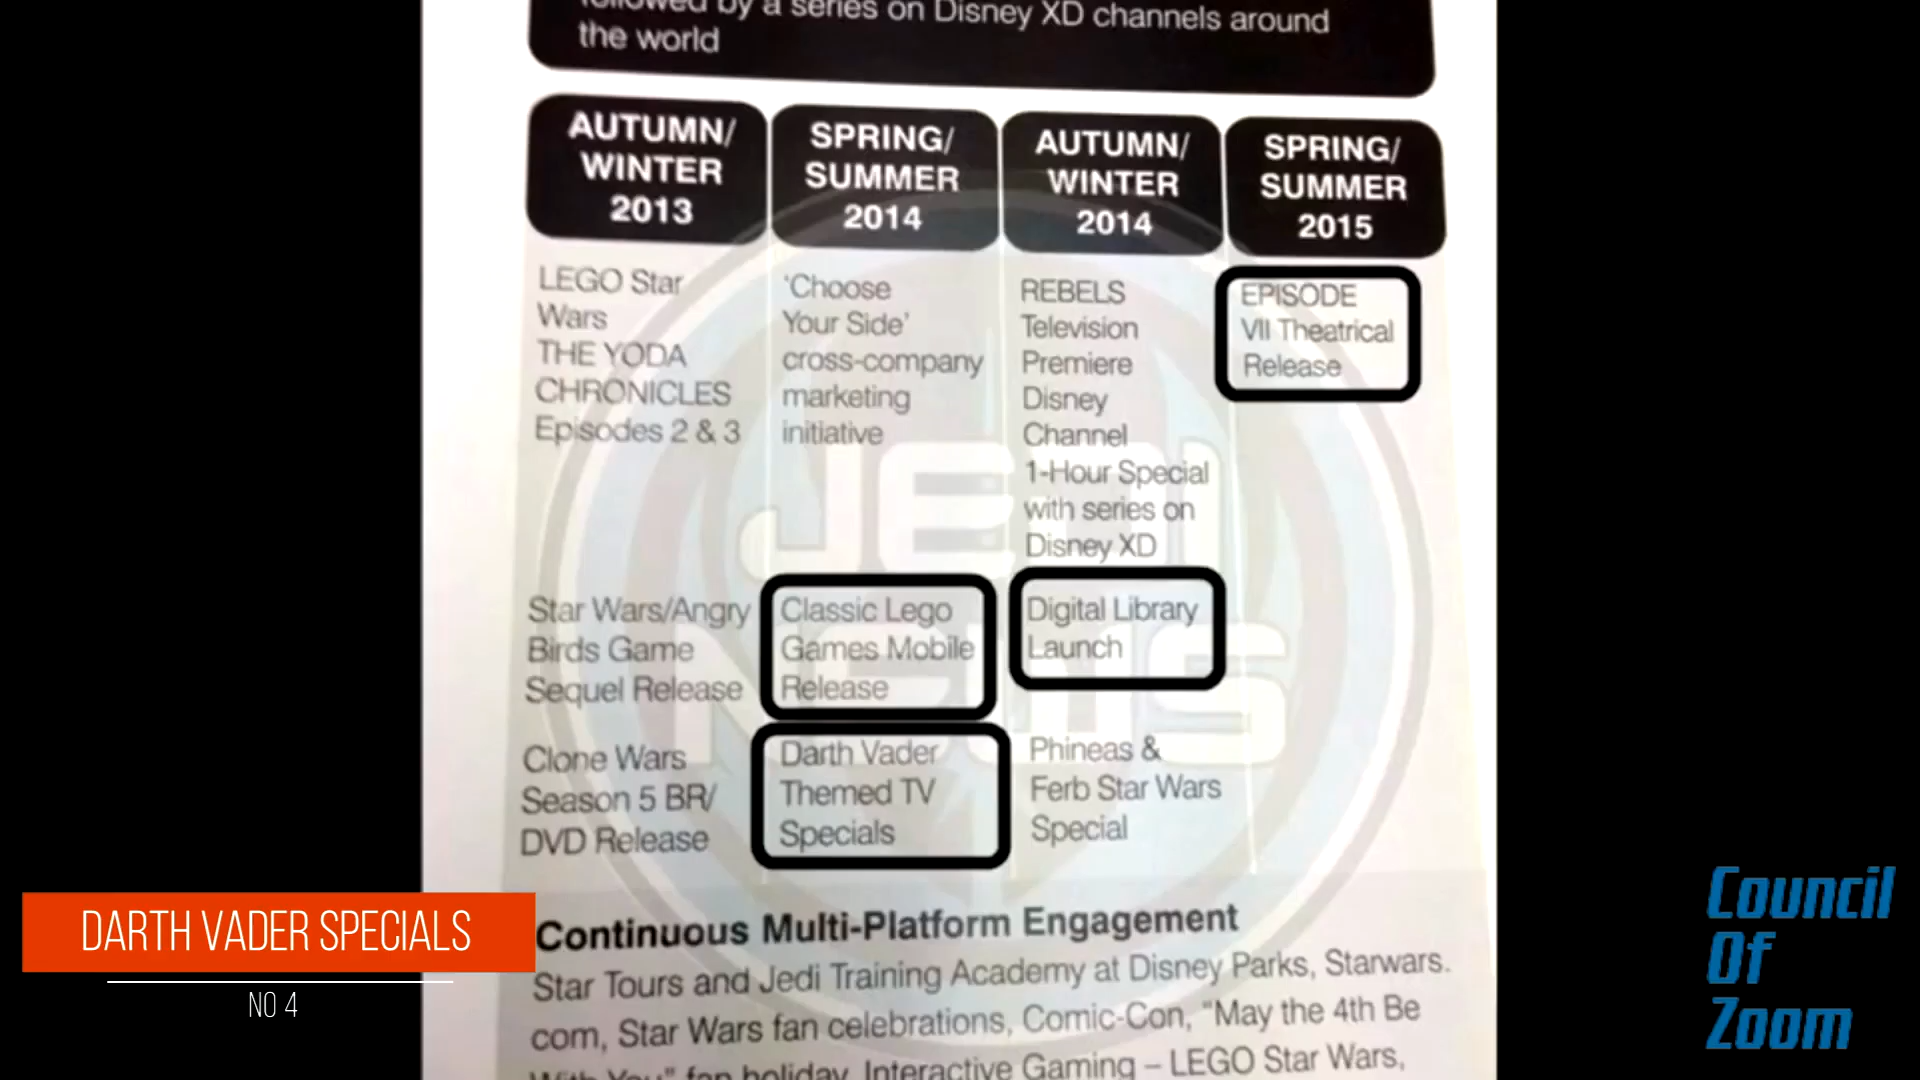 followed by a series on Disney XD channels around
the world
AUTUMN/
WINTER
2013
SPRING/
SUMMER
2014
AUTUMN/
WINTER
2014
SPRING/
SUMMER
2015
LEGO Star
Wars
THE YODA
CHRONICLES
Episodes 2 & 3
'Choose
Your Side'
cross-company
marketing
initiative
REBELS
Television
Premiere
Disney
Channel
1-Hour Special
with series on
Disney XD
EPISODE
VII Theatrical
Release
Star Wars/Angry
Birds Game
Sequel Release
Classic Lego
Games Mobile
Release
Digital Library
Launch
Clone Wars
Season 5 BR/
DVD Release
Darth Vader
Themed TV
Specials
Phineas &
Ferb Star Wars
Special
JEDI
NEWS
Continuous Multi-Platform Engagement
Star Tours and Jedi Training Academy at Disney Parks, Starwars.
com, Star Wars fan celebrations, Comic-Con, "May the 4th Be
With You" fan holiday, Interactive Gaming – LEGO Star Wars,
DARTH VADER SPECIALS
NO 4
Council
Of
Zoom